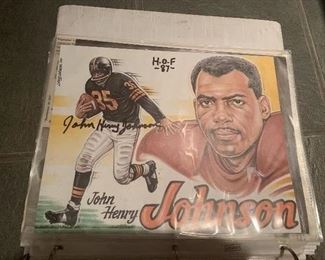 H.O.F
-87-
35
John Henry Johnson
John
Henry
Johnson